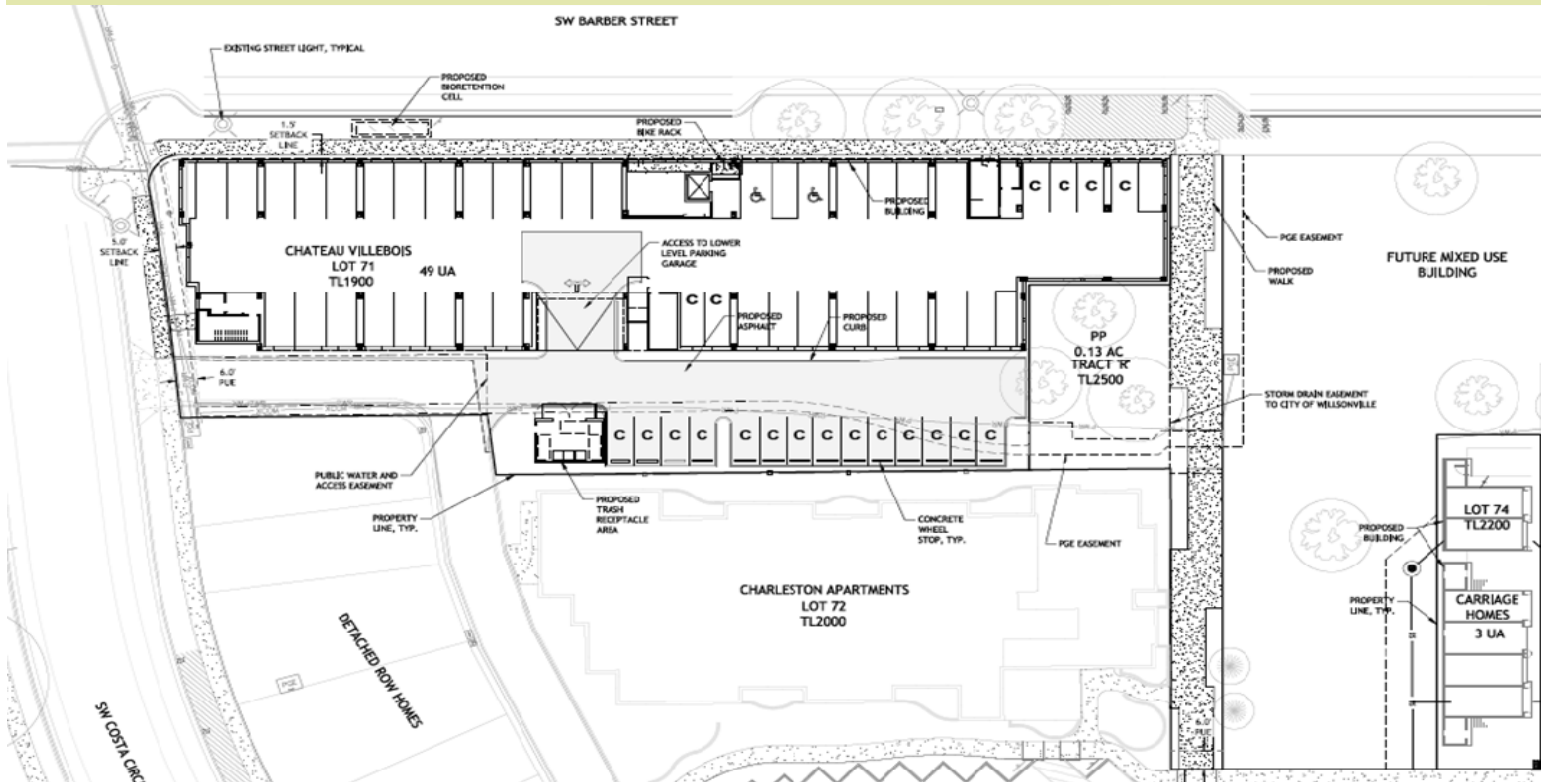 SW BARBER STREET
EXISTING STREET LIGHT, TYPICAL
PROPOSED
BIORETENTION
CELL
1.5'
SETBACK
LINE
PROPOSED
BIKE RACK
C C C C
PROPOSED
BUILDING
5.0'
SETBACK
LINE
CHATEAU VILLEBOIS
LOT 71
TL1900
49 UA
ACCESS TO LOWER
LEVEL PARKING
GARAGE
PGE EASEMENT
PROPOSED
WALK
FUTURE MIXED USE
BUILDING
C C
PROPOSED
ASPHALT
PROPOSED
CURB
PP
0.13 AC
TRACT 'R'
TL2500
6.0'
PUE
STORM DRAIN EASEMENT
TO CITY OF WILLSONVILLE
C C C C C C C C C C C C C C
PUBLIC WATER AND
ACCESS EASEMENT
PROPERTY
LINE, TYP.
PROPOSED
TRASH
RECEPTACLE
AREA
CONCRETE
WHEEL
STOP, TYP.
PGE EASEMENT
PROPOSED
BUILDING
LOT 74
TL2200
CHARLESTON APARTMENTS
LOT 72
TL2000
PROPERTY
LINE, TYP.
CARRIAGE
HOMES
3 UA
DETACHED ROW HOMES
SW COSTA CIRC
6.0'
PUE